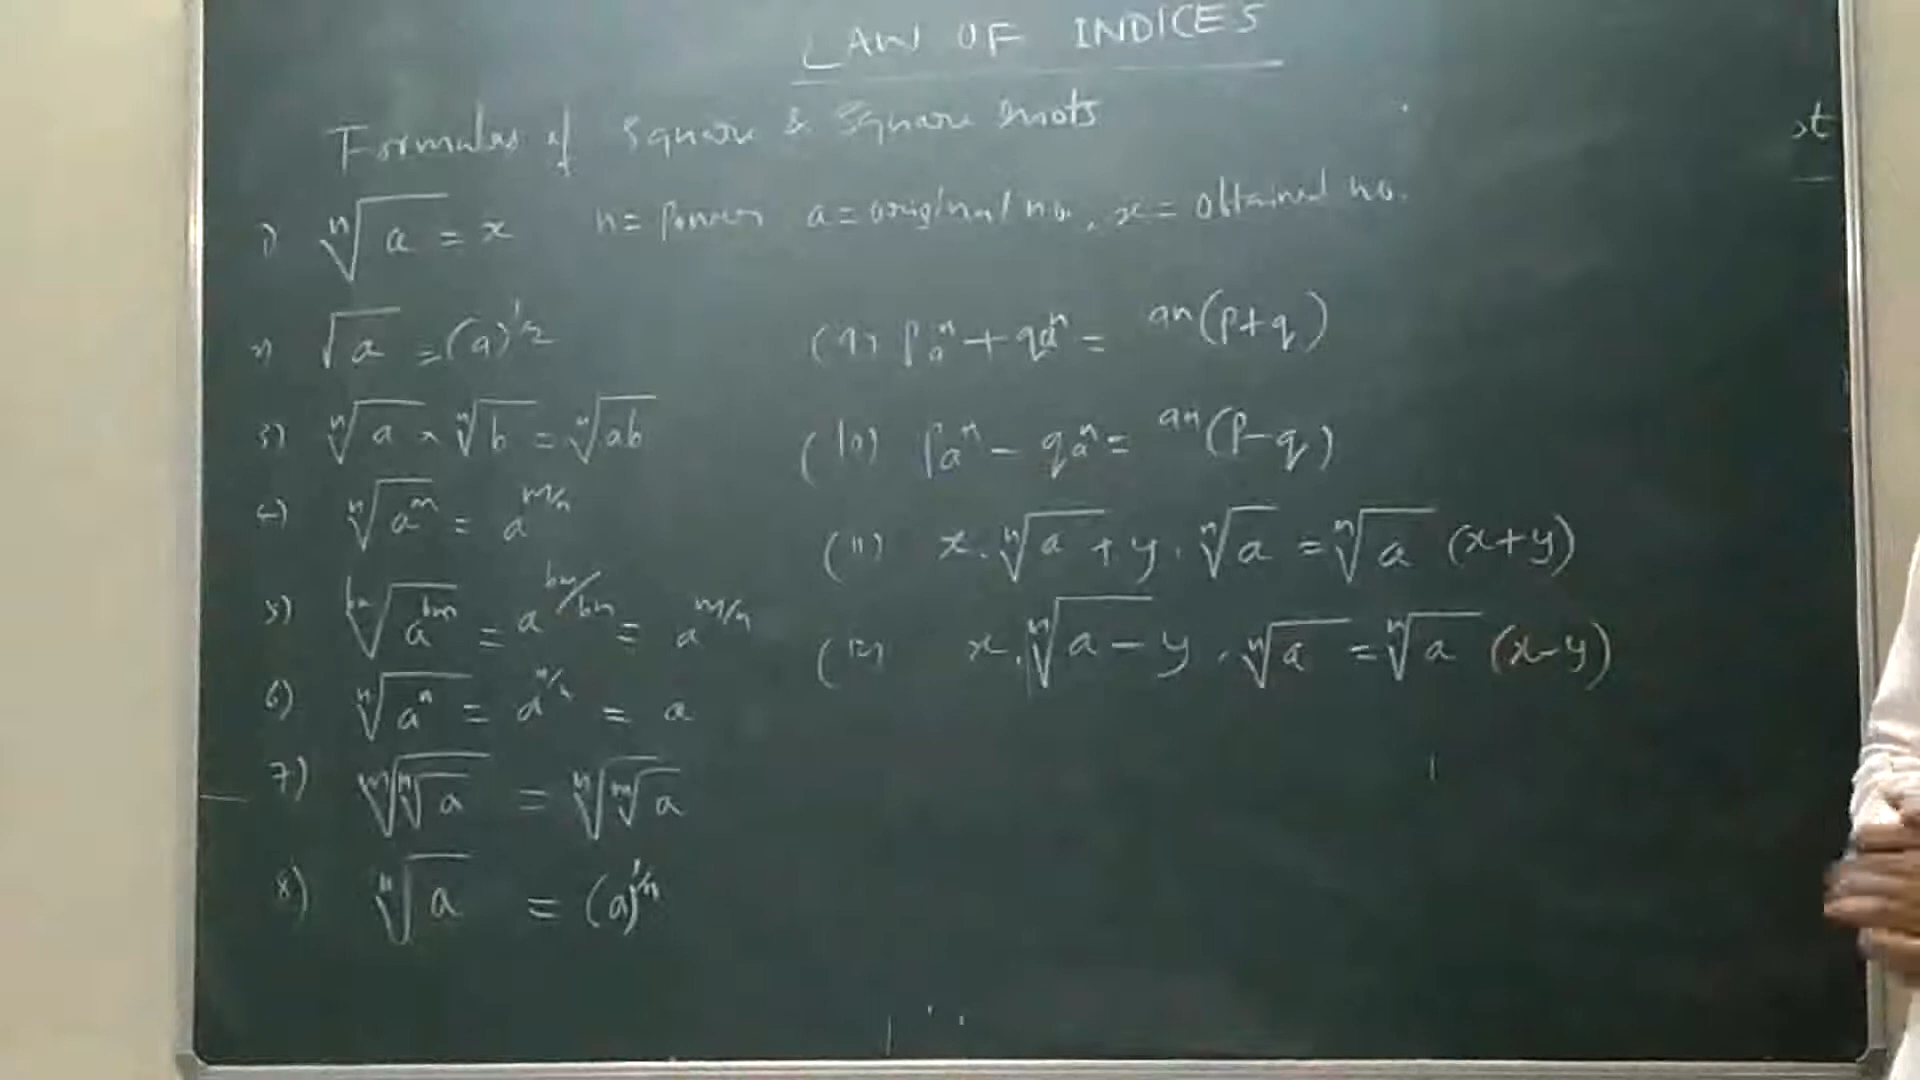 LAW OF INDICES
Formulas of Square & Square roots
1) ⁿ√a = x n = Power a = original no., x = obtained no.
2) √a = (a)^1/2
3) ⁿ√a × ⁿ√b = ⁿ√ab
4) ⁿ√a^m = a^m/n
5) ^bn√a^bm = a^bm/bn = a^m/n
6) ⁿ√aⁿ = a^n/n = a
7) ᵐ√ⁿ√a = ⁿ√ᵐ√a
8) ⁿ√a = (a)^1/n
(9) paⁿ + qaⁿ = an(p+q)
(10) paⁿ - qaⁿ = an(p-q)
(11) x.ⁿ√a + y.ⁿ√a = ⁿ√a (x+y)
(12) x.ⁿ√a - y.ⁿ√a = ⁿ√a (x-y)